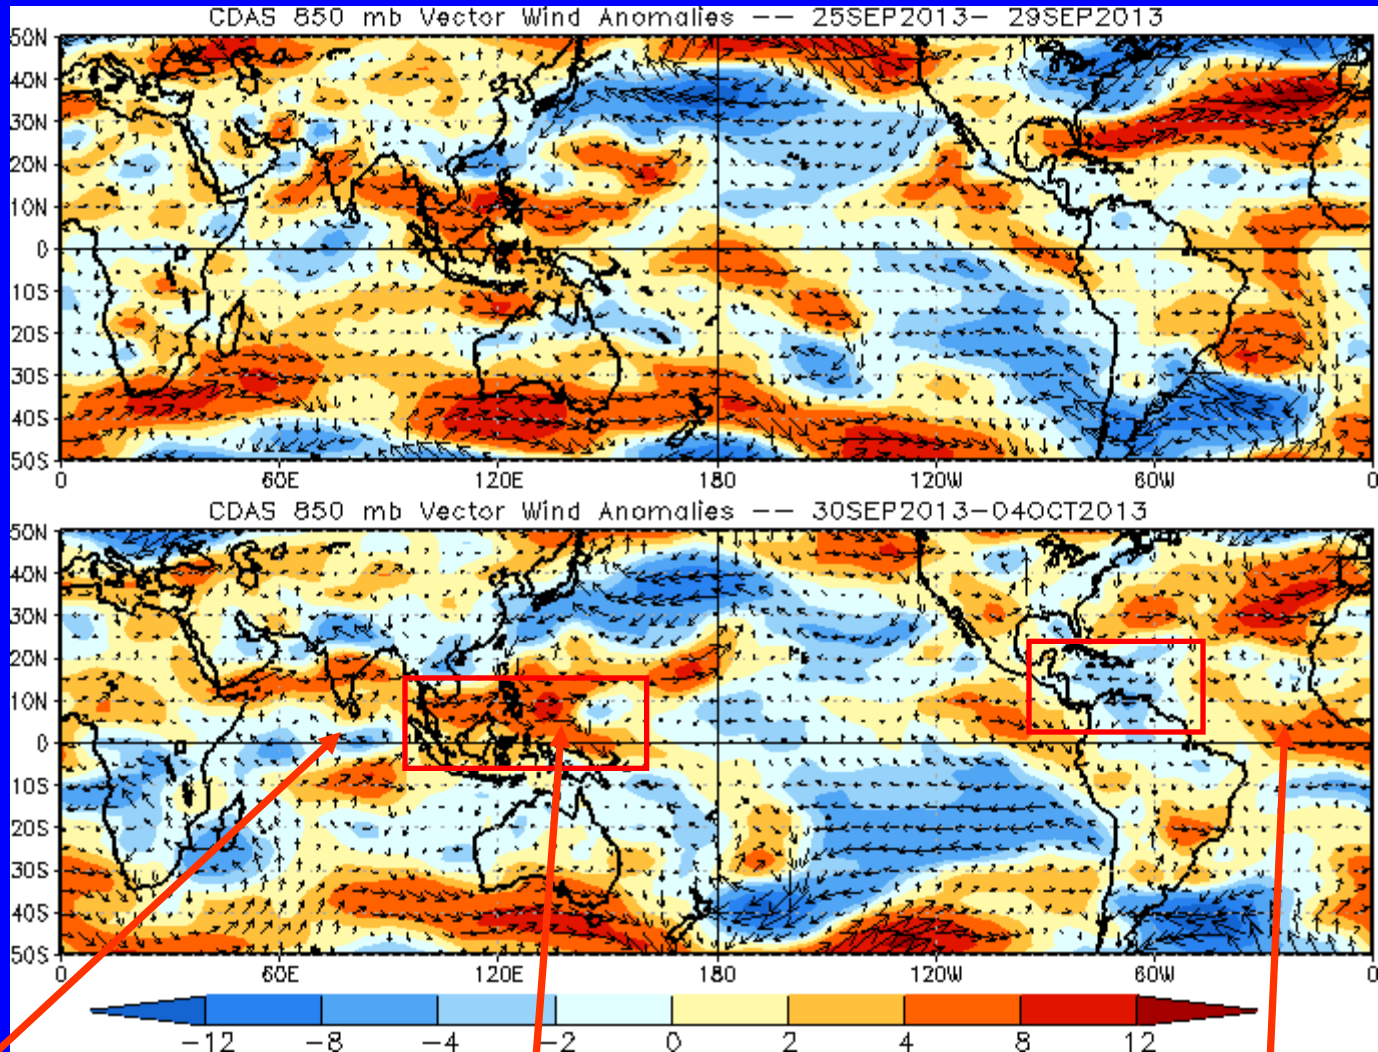 CDAS 850 mb Vector Wind Anomalies -- 25SEP2013- 29SEP2013
50N
40N
30N
20N
10N
0
10S
20S
30S
40S
50S
0 60E 120E 180 120W 60W 0
CDAS 850 mb Vector Wind Anomalies -- 30SEP2013-04OCT2013
50N
40N
30N
20N
10N
0
10S
20S
30S
40S
50S
0 60E 120E 180 120W 60W 0
-12 -8 -4 -2 0 2 4 8 12